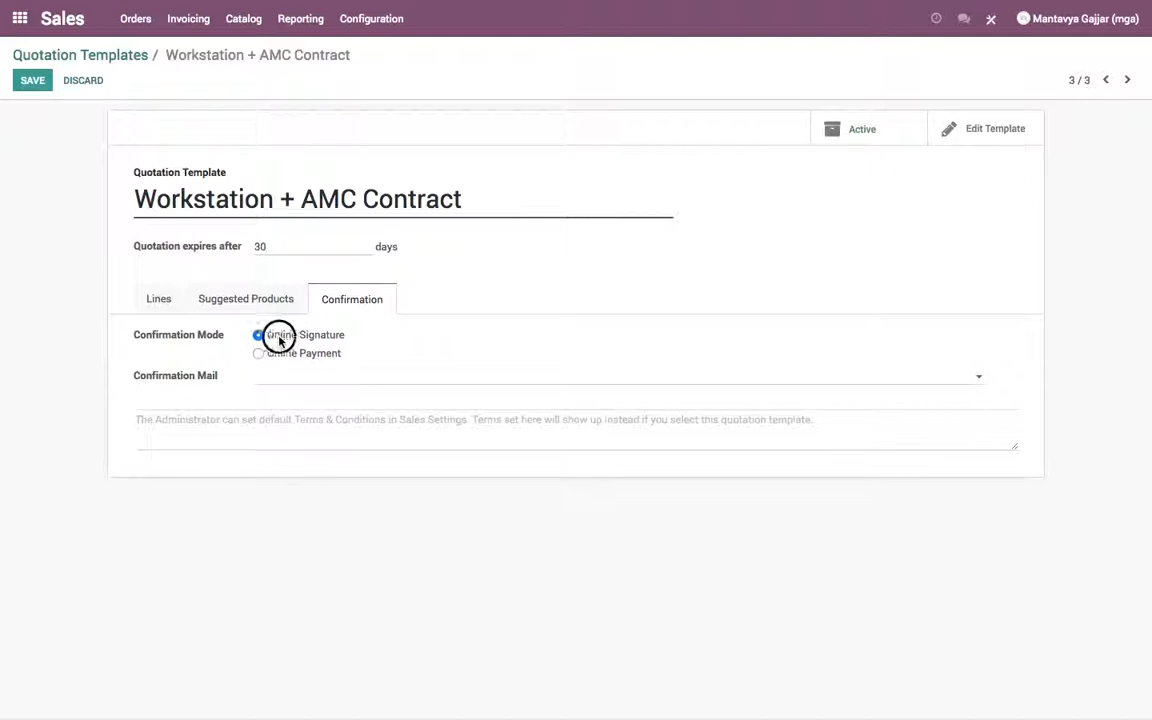 Sales Orders Invoicing Catalog Reporting Configuration Mantavya Gajjar (mga)
Quotation Templates / Workstation + AMC Contract
SAVE DISCARD 3 / 3
Active Edit Template
Quotation Template
Workstation + AMC Contract
Quotation expires after 30 days
Lines Suggested Products Confirmation
Confirmation Mode Online Signature
Online Payment
Confirmation Mail
The Administrator can set default Terms & Conditions in Sales Settings. Terms set here will show up instead if you select this quotation template.